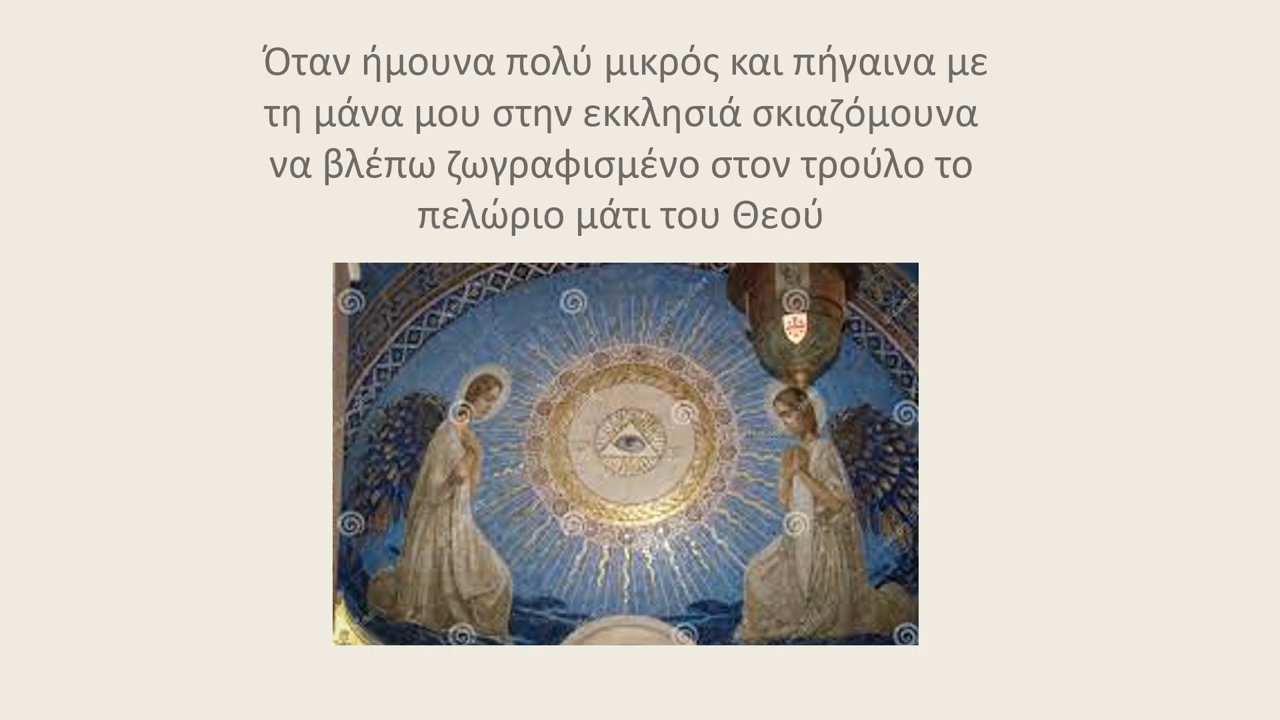 Όταν ήμουνα πολύ μικρός και πήγαινα με
τη μάνα μου στην εκκλησιά σκιαζόμουνα
να βλέπω ζωγραφισμένο στον τρούλο το
πελώριο μάτι του Θεού